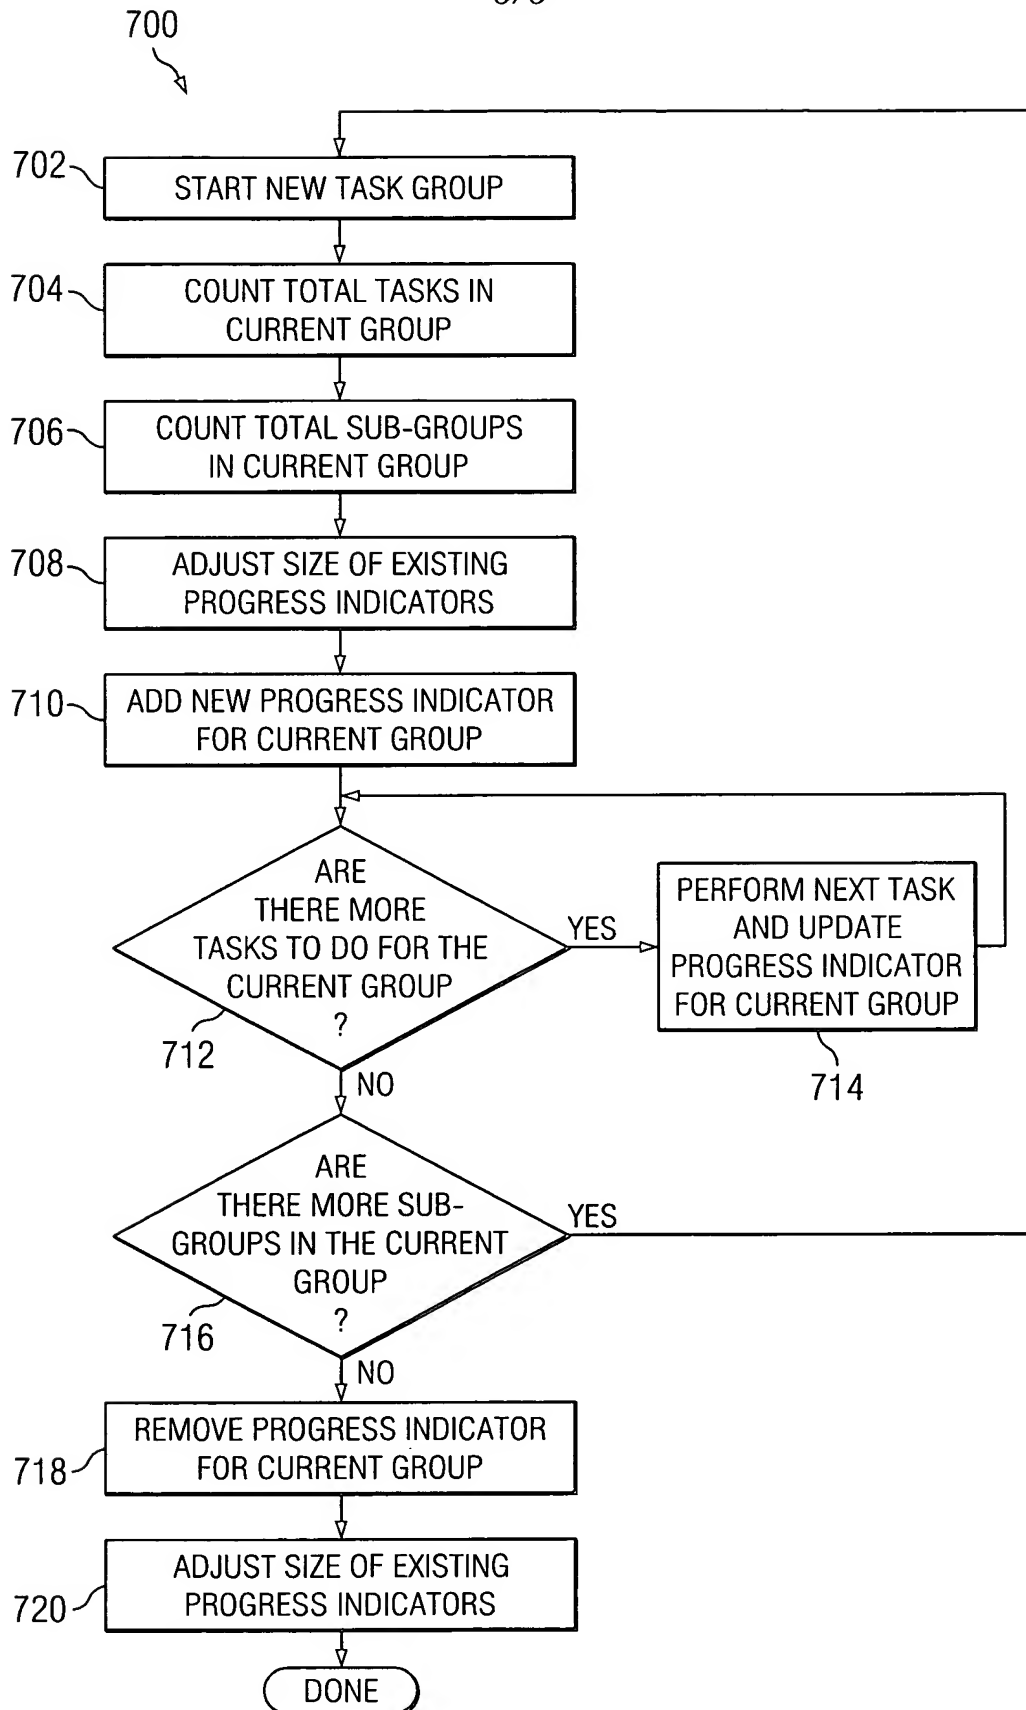 700
702
START NEW TASK GROUP
704
COUNT TOTAL TASKS IN
CURRENT GROUP
706
COUNT TOTAL SUB-GROUPS
IN CURRENT GROUP
708
ADJUST SIZE OF EXISTING
PROGRESS INDICATORS
710
ADD NEW PROGRESS INDICATOR
FOR CURRENT GROUP
ARE
THERE MORE
TASKS TO DO FOR THE
CURRENT GROUP
?
712
YES
PERFORM NEXT TASK
AND UPDATE
PROGRESS INDICATOR
FOR CURRENT GROUP
714
NO
ARE
THERE MORE SUB-
GROUPS IN THE CURRENT
GROUP
?
716
YES
NO
REMOVE PROGRESS INDICATOR
FOR CURRENT GROUP
718
ADJUST SIZE OF EXISTING
PROGRESS INDICATORS
720
DONE